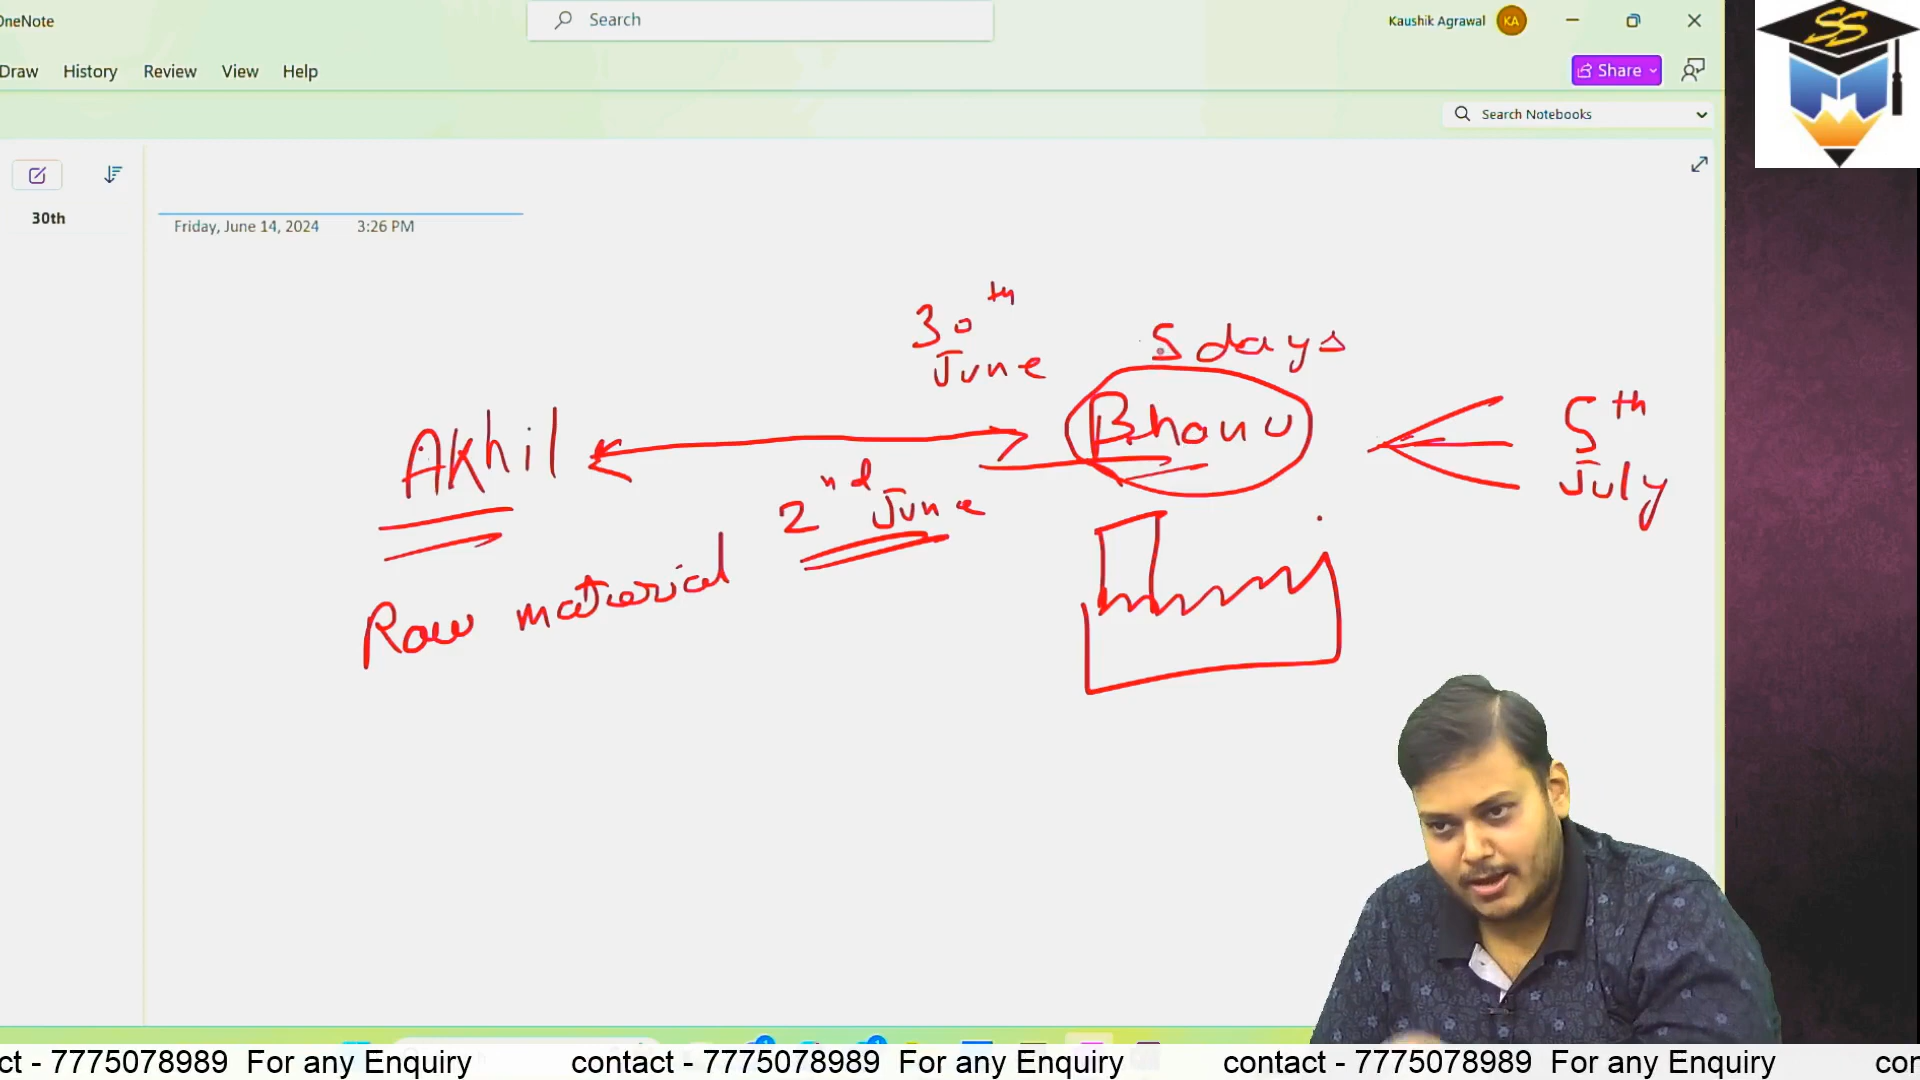 OneNote
Search
Kaushik Agrawal KA
Draw History Review View Help
Share
Search Notebooks
30th
Friday, June 14, 2024 3:26 PM
SS
30th
June
5 days
Akhil
Bhanu
5th
July
2nd June
Raw material
ct - 7775078989 For any Enquiry contact - 7775078989 For any Enquiry contact - 7775078989 For any Enquiry co